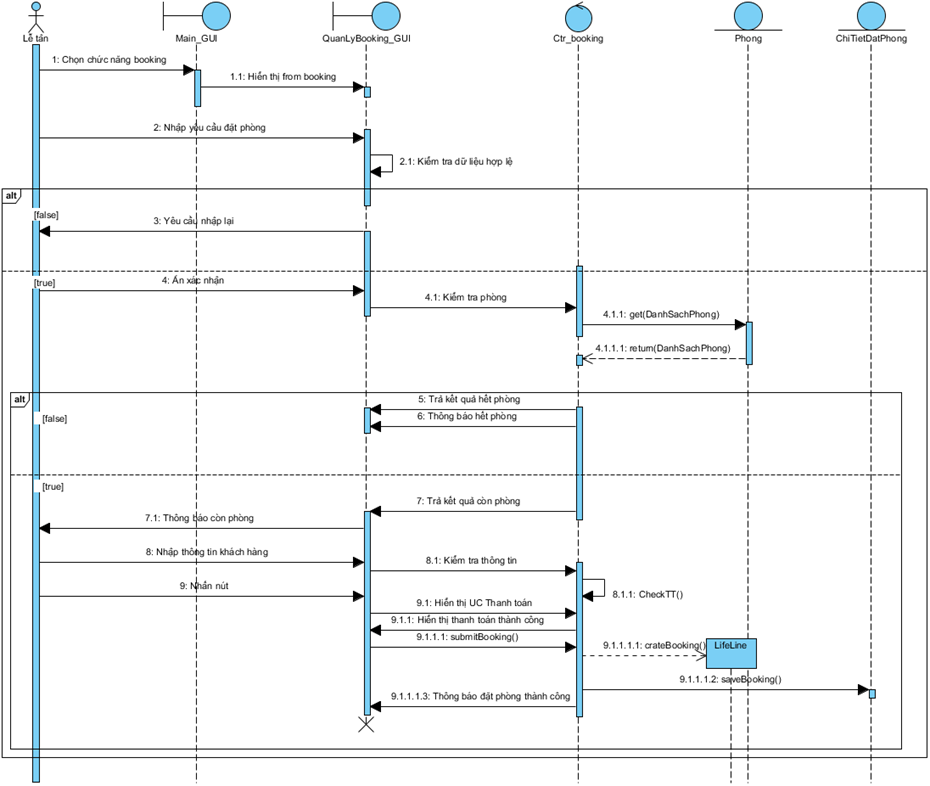 Lễ tân
Main_GUI
QuanLyBooking_GUI
Ctr_booking
Phong
ChiTietDatPhong
1: Chọn chức năng booking
1.1: Hiển thị from booking
2: Nhập yêu cầu đặt phòng
2.1: Kiểm tra dữ liệu hợp lệ
alt
[false]
3: Yêu cầu nhập lại
[true]
4: Ấn xác nhận
4.1: Kiểm tra phòng
4.1.1: get(DanhSachPhong)
4.1.1.1: return(DanhSachPhong)
alt
5: Trả kết quả hết phòng
[false]
6: Thông báo hết phòng
[true]
7: Trả kết quả còn phòng
7.1: Thông báo còn phòng
8: Nhập thông tin khách hàng
8.1: Kiểm tra thông tin
9: Nhấn nút
8.1.1: CheckTT()
9.1: Hiển thị UC Thanh toán
9.1.1: Hiển thị thanh toán thành công
9.1.1.1: submitBooking()
9.1.1.1.1: crateBooking()
LifeLine
9.1.1.1.2: saveBooking()
9.1.1.1.3: Thông báo đặt phòng thành công